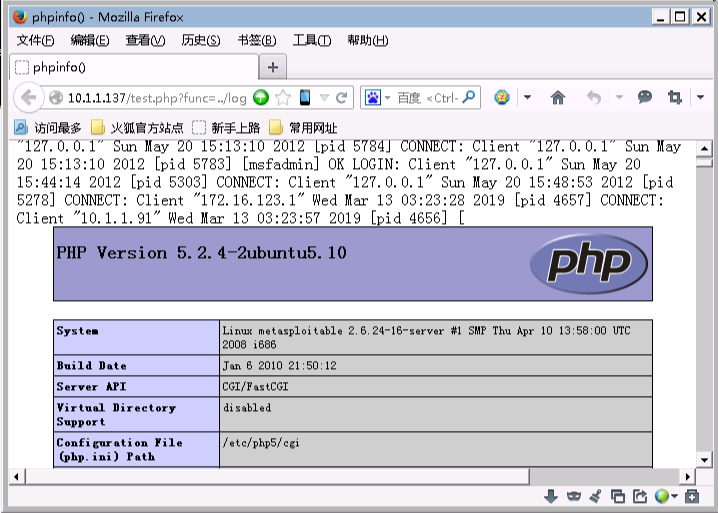 phpinfo() - Mozilla Firefox
文件(F) 编辑(E) 查看(V) 历史(S) 书签(B) 工具(T) 帮助(H)
phpinfo()
10.1.1.137/test.php?func=../log 百度 <Ctrl-
访问最多 火狐官方站点 新手上路 常用网址
"127.0.0.1" Sun May 20 15:13:10 2012 [pid 5784] CONNECT: Client "127.0.0.1" Sun May
20 15:13:10 2012 [pid 5783] [msfadmin] OK LOGIN: Client "127.0.0.1" Sun May 20
15:44:14 2012 [pid 5303] CONNECT: Client "127.0.0.1" Sun May 20 15:48:53 2012 [pid
5278] CONNECT: Client "172.16.123.1" Wed Mar 13 03:23:28 2019 [pid 4657] CONNECT:
Client "10.1.1.91" Wed Mar 13 03:23:57 2019 [pid 4656] [
PHP Version 5.2.4-2ubuntu5.10
php
System Linux metasploitable 2.6.24-16-server #1 SMP Thu Apr 10 13:58:00 UTC
2008 i686
Build Date Jan 6 2010 21:50:12
Server API CGI/FastCGI
Virtual Directory disabled
Support
Configuration File /etc/php5/cgi
(php.ini) Path